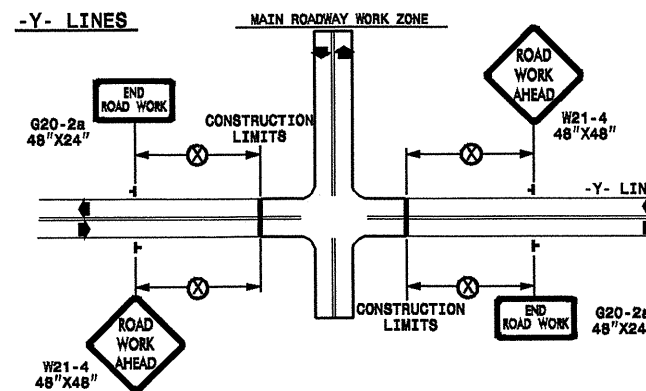 -Y- LINES
MAIN ROADWAY WORK ZONE
END
ROAD WORK
G20-2a
48"X24"
CONSTRUCTION
LIMITS
ROAD
WORK
AHEAD
W21-4
48"X48"
X
X
-Y- LIN
X
X
CONSTRUCTION
LIMITS
ROAD
WORK
AHEAD
W21-4
48"X48"
END
ROAD WORK
G20-2a
48"X24